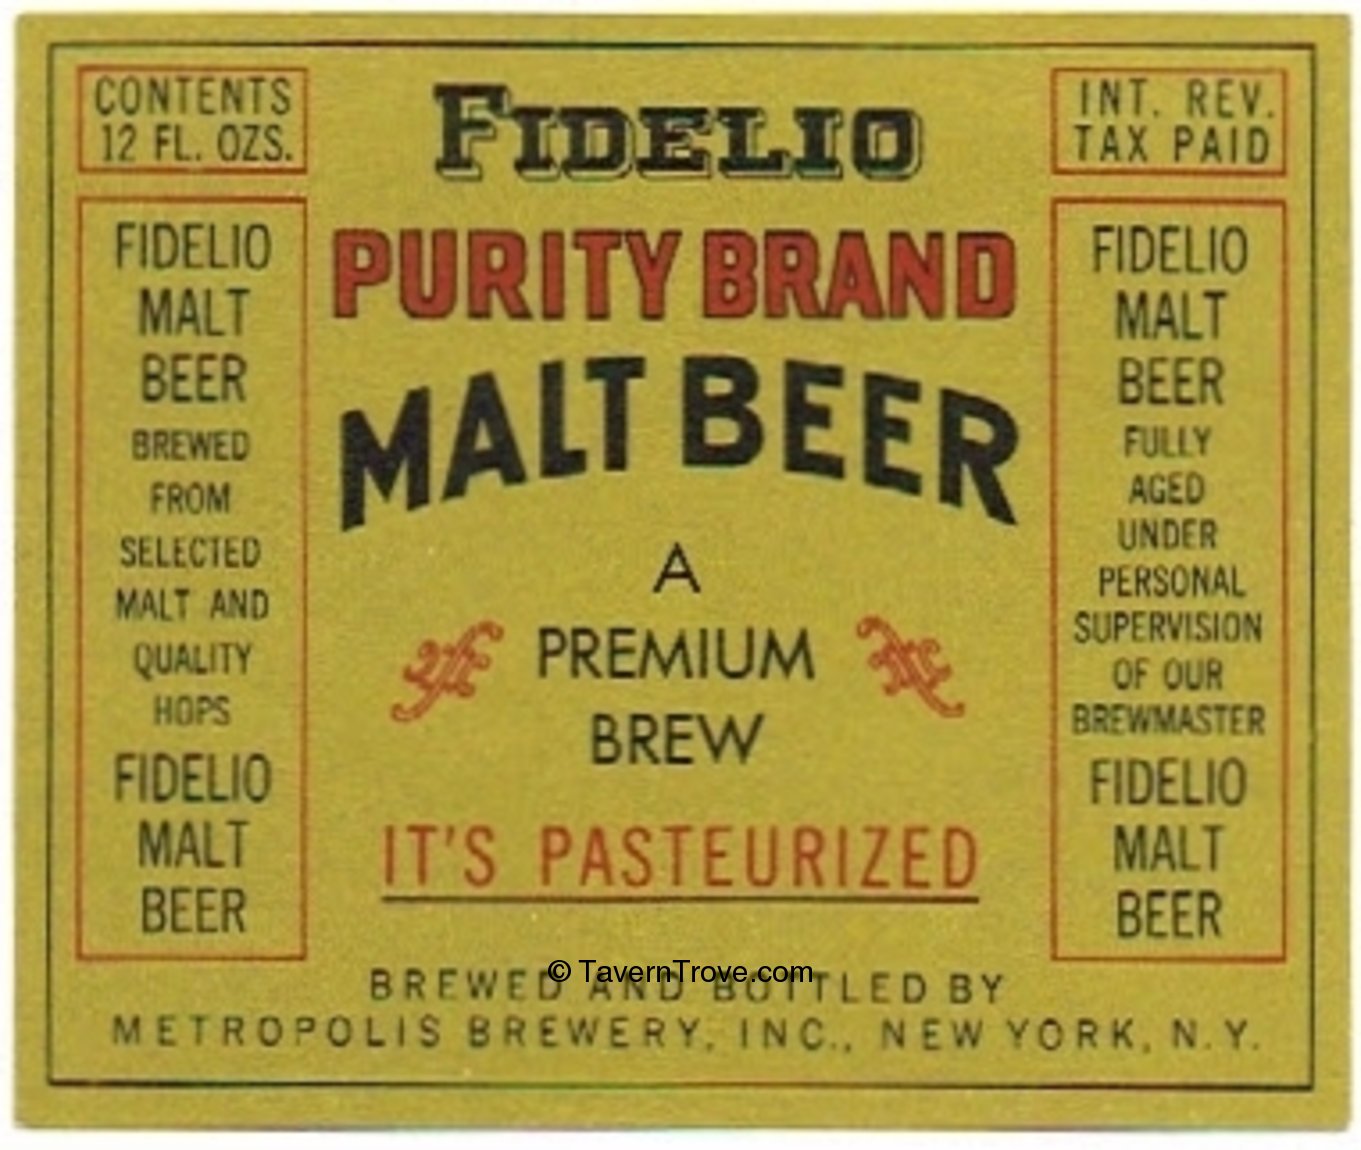 CONTENTS
12 FL. OZS.
FIDELIO
MALT
BEER
BREWED
FROM
SELECTED
MALT AND
QUALITY
HOPS
FIDELIO
MALT
BEER
FIDELIO
PURITY BRAND
MALT BEER
A
PREMIUM
BREW
IT'S PASTEURIZED
INT. REV.
TAX PAID
FIDELIO
MALT
BEER
FULLY
AGED
UNDER
PERSONAL
SUPERVISION
OF OUR
BREWMASTER
FIDELIO
MALT
BEER
© TavernTrove.com
BREWED AND BOTTLED BY
METROPOLIS BREWERY, INC., NEW YORK, N.Y.